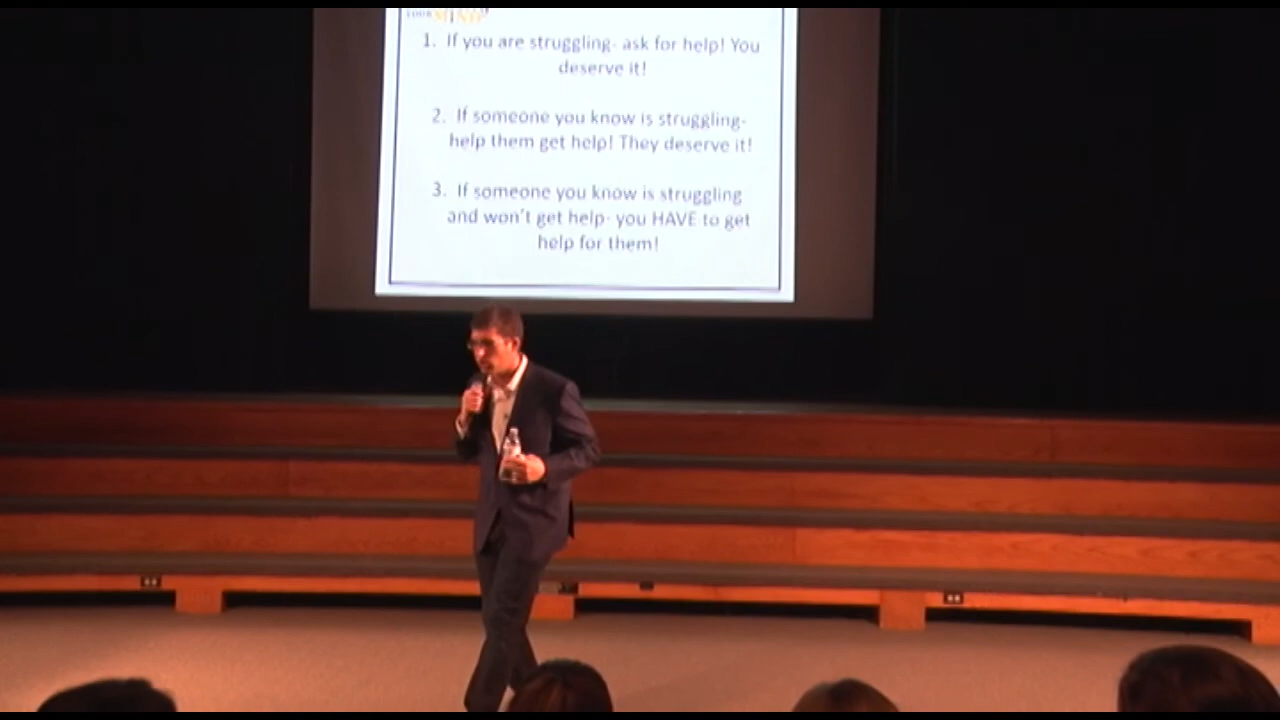 1. If you are struggling- ask for help! You
deserve it!
2. If someone you know is struggling-
help them get help! They deserve it!
3. If someone you know is struggling
and won't get help- you HAVE to get
help for them!